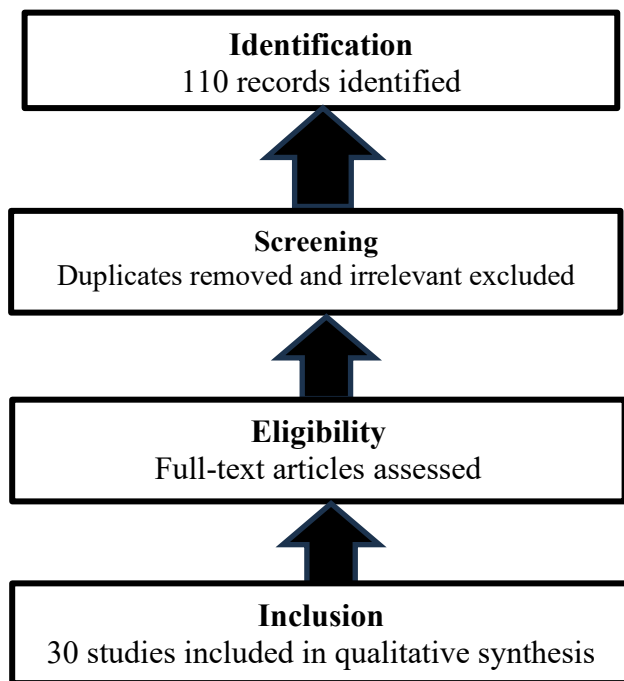 Identification
110 records identified
Screening
Duplicates removed and irrelevant excluded
Eligibility
Full-text articles assessed
Inclusion
30 studies included in qualitative synthesis